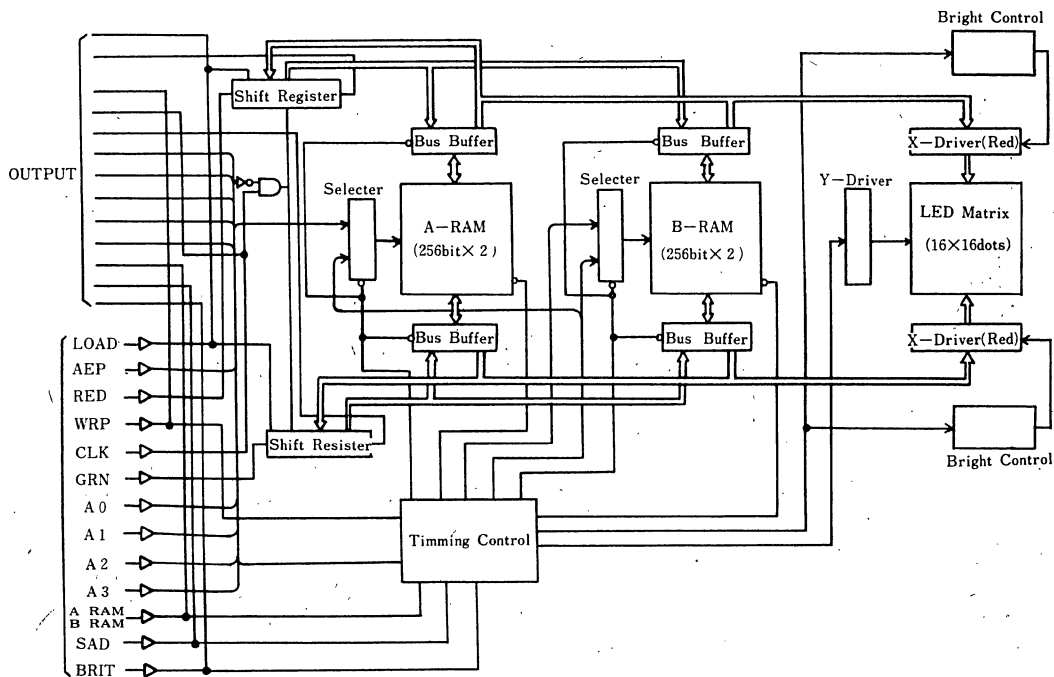 Bright Control
Shift Register
Bus Buffer
Bus Buffer
X-Driver(Red)
OUTPUT
Selecter
Selecter
Y-Driver
A-RAM
(256bit×2)
B-RAM
(256bit×2)
LED Matrix
(16×16dots)
Bus Buffer
Bus Buffer
X-Driver(Red)
LOAD
AEP
RED
WRP
CLK
GRN
A0
A1
A2
A3
A RAM
B RAM
SAD
BRIT
Shift Resister
Bright Control
Timming Control